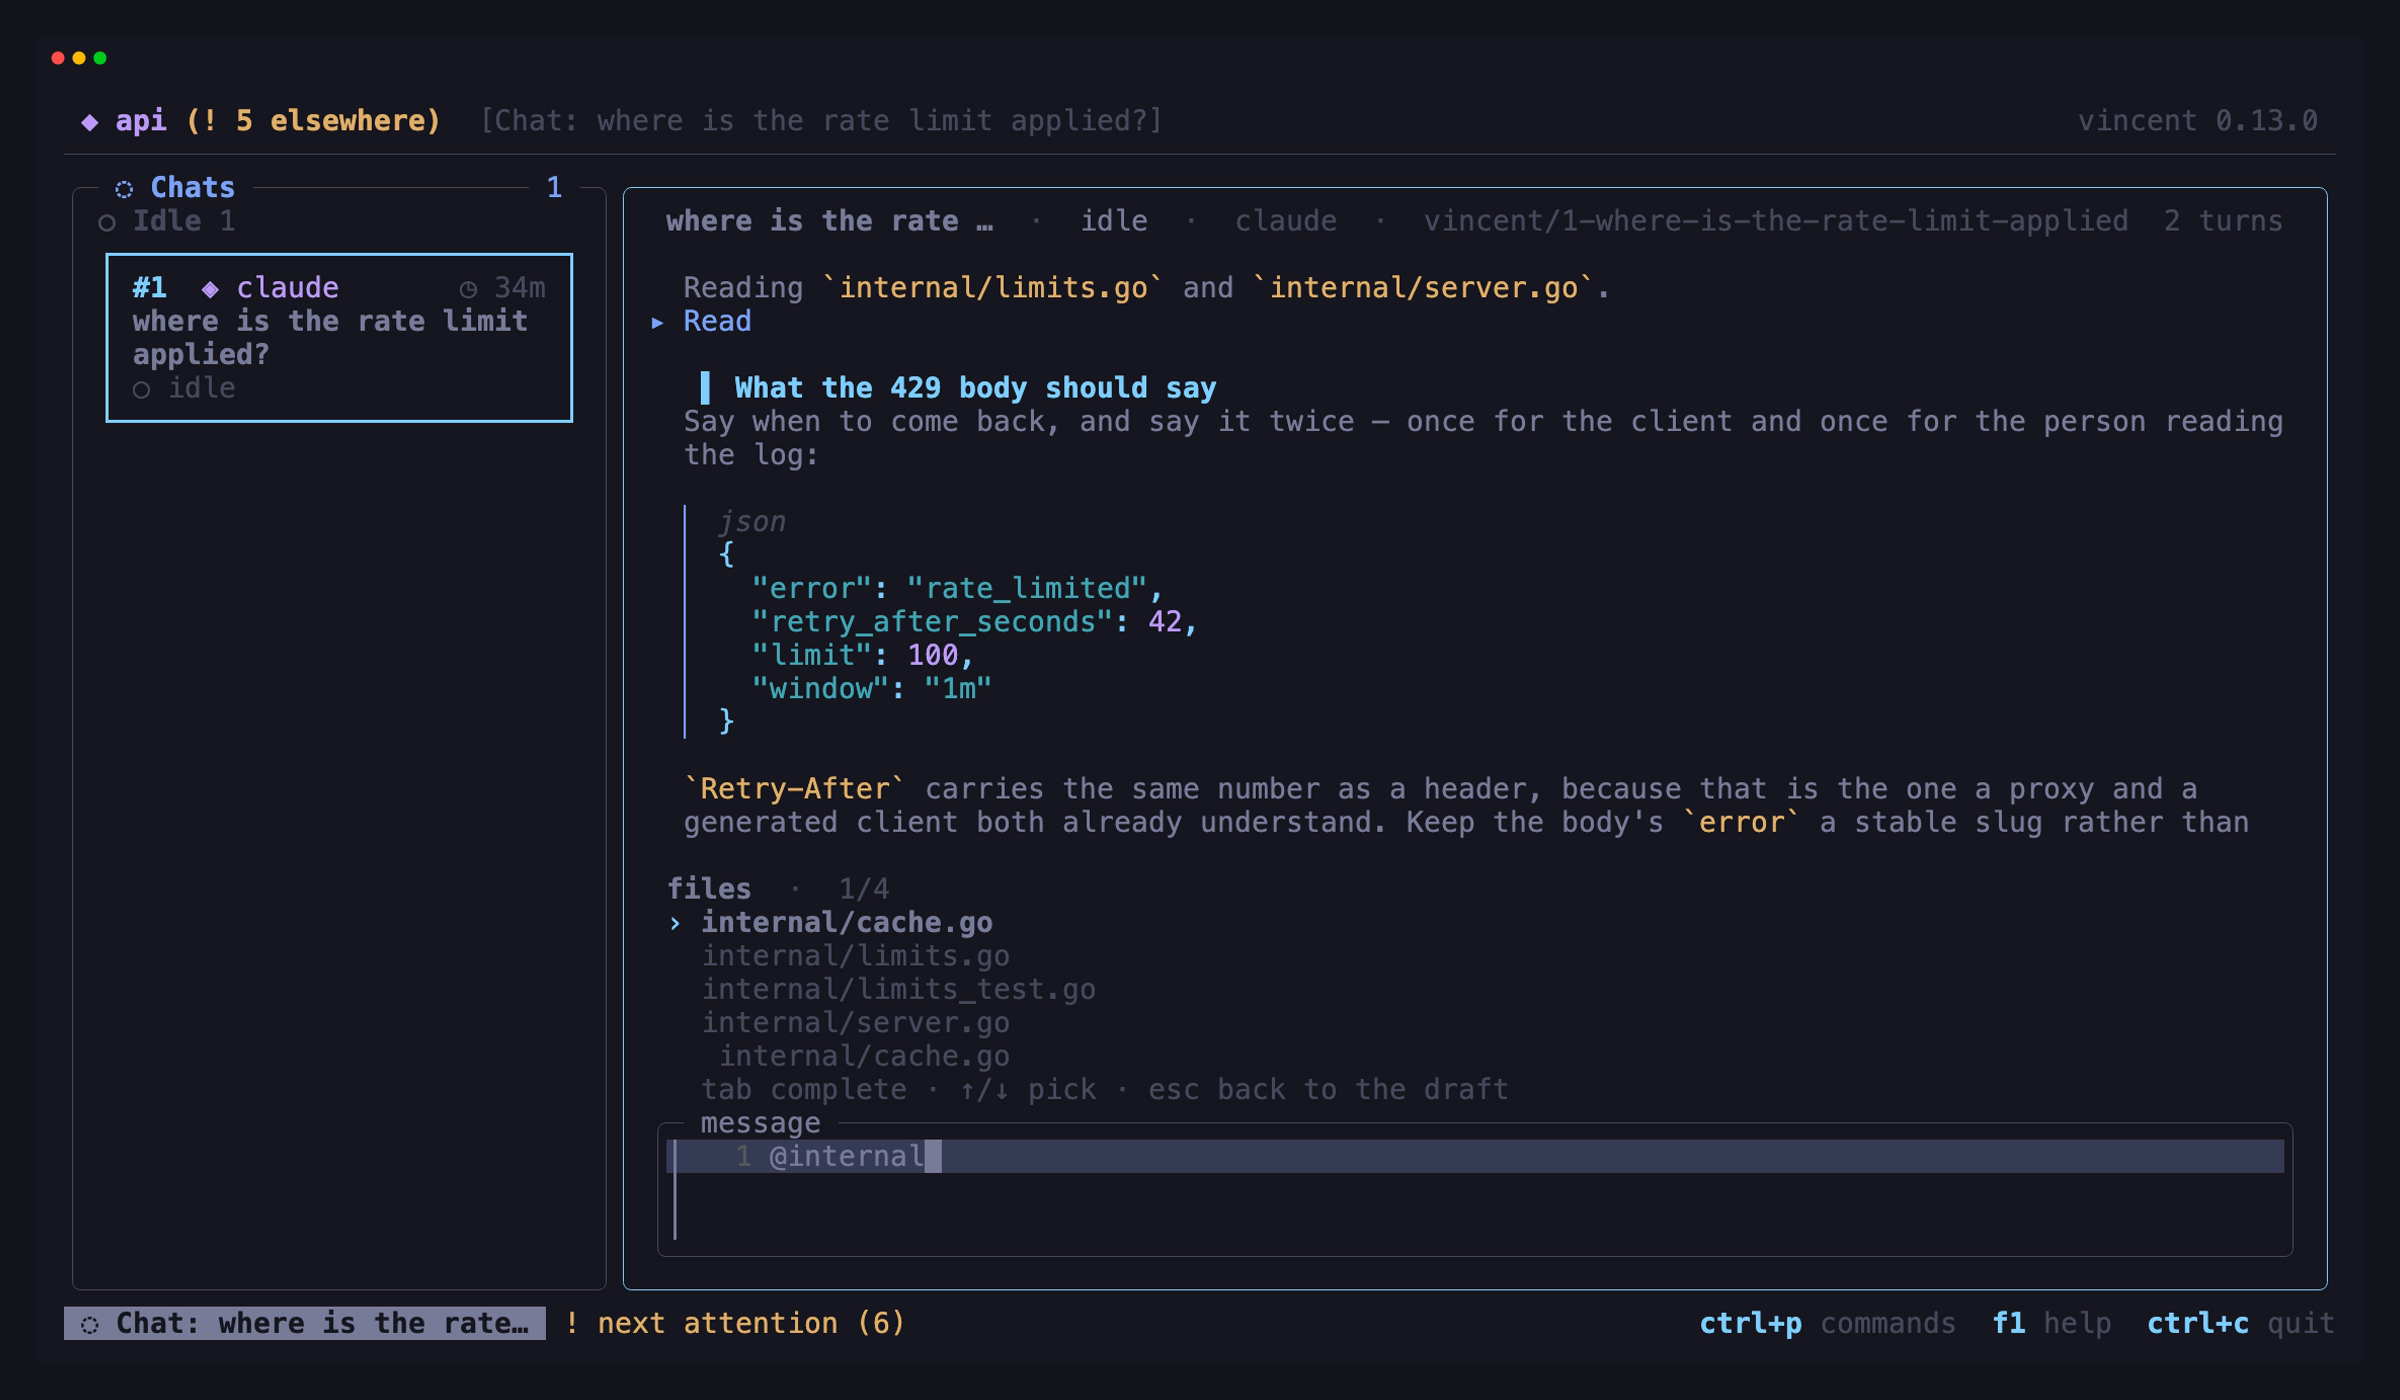 ◆ api (! 5 elsewhere) [Chat: where is the rate limit applied?] vincent 0.13.0
◌ Chats 1
○ Idle 1
#1 ◈ claude ◷ 34m
where is the rate limit
applied?
○ idle
where is the rate … · idle · claude · vincent/1-where-is-the-rate-limit-applied 2 turns
Reading `internal/limits.go` and `internal/server.go`.
▸ Read
▌ What the 429 body should say
Say when to come back, and say it twice — once for the client and once for the person reading
the log:
json
{
"error": "rate_limited",
"retry_after_seconds": 42,
"limit": 100,
"window": "1m"
}
`Retry-After` carries the same number as a header, because that is the one a proxy and a
generated client both already understand. Keep the body's `error` a stable slug rather than
files · 1/4
› internal/cache.go
internal/limits.go
internal/limits_test.go
internal/server.go
internal/cache.go
tab complete · ↑/↓ pick · esc back to the draft
message
1 @internal
◌ Chat: where is the rate… ! next attention (6) ctrl+p commands f1 help ctrl+c quit